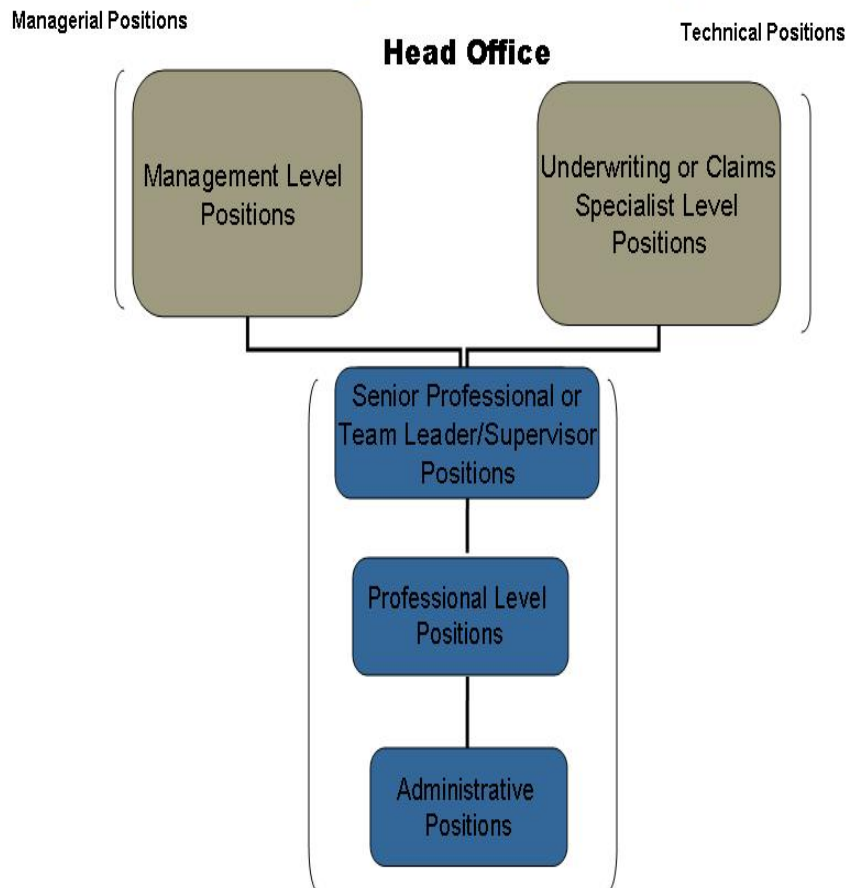 Managerial Positions
Technical Positions
Head Office
Management Level
Positions
Underwriting or Claims
Specialist Level
Positions
Senior Professional or
Team Leader/Supervisor
Positions
Professional Level
Positions
Administrative
Positions